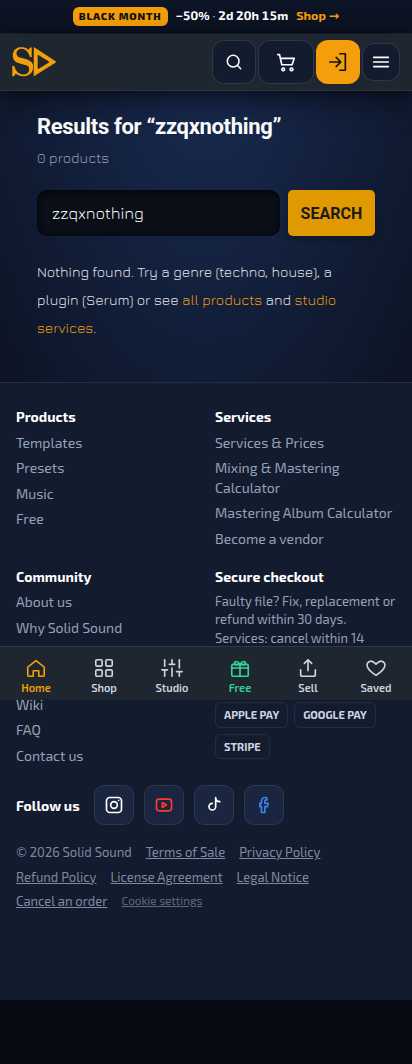 BLACK MONTH −50% · 2d 20h 15m Shop →
Results for “zzqxnothing”
0 products
zzqxnothing
SEARCH
Nothing found. Try a genre (techno, house), a
plugin (Serum) or see all products and studio
services.
Products
Templates
Presets
Music
Free
Services
Services & Prices
Mixing & Mastering
Calculator
Mastering Album Calculator
Become a vendor
Community
About us
Why Solid Sound
Secure checkout
Faulty file? Fix, replacement or
refund within 30 days.
Services: cancel within 14
Home Shop Studio Free Sell Saved
Wiki
FAQ
Contact us
APPLE PAY GOOGLE PAY
STRIPE
Follow us
© 2026 Solid Sound Terms of Sale Privacy Policy
Refund Policy License Agreement Legal Notice
Cancel an order Cookie settings